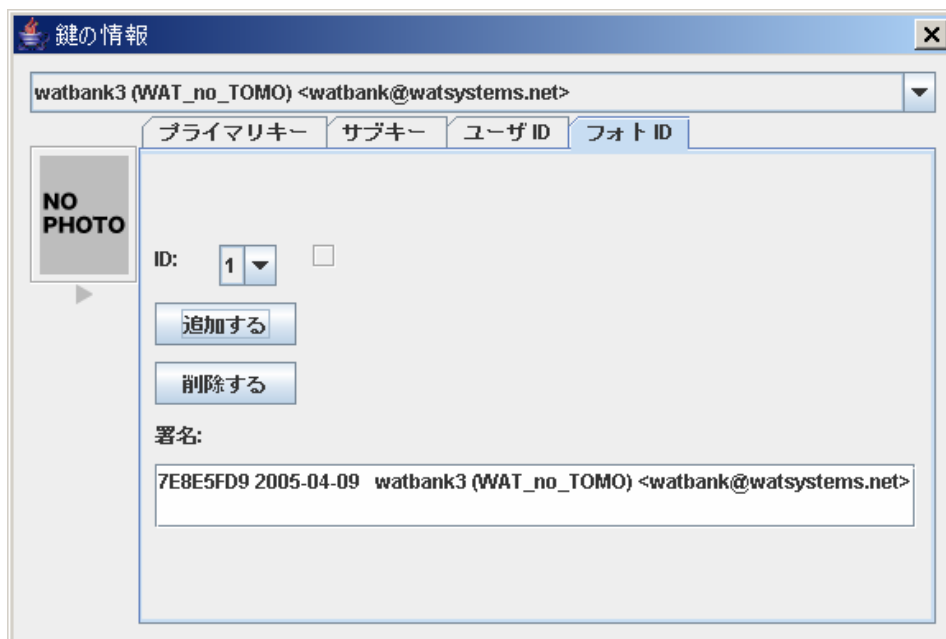 鍵の情報
watbank3 (WAT_no_TOMO) <watbank@watsystems.net>
プライマリキー サブキー ユーザ ID フォト ID
NO
PHOTO
ID: 1
追加する
削除する
署名:
7E8E5FD9 2005-04-09 watbank3 (WAT_no_TOMO) <watbank@watsystems.net>